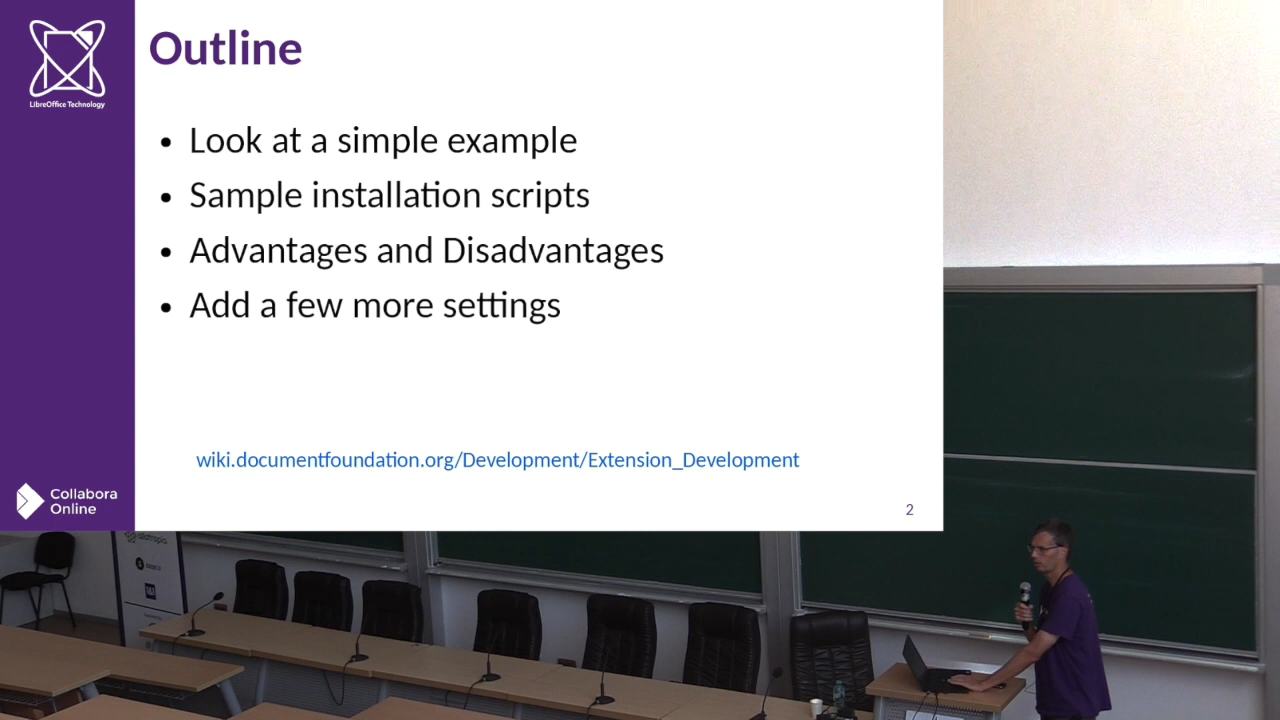 Outline
LibreOffice Technology
• Look at a simple example
• Sample installation scripts
• Advantages and Disadvantages
• Add a few more settings
wiki.documentfoundation.org/Development/Extension_Development
Collabora
Online
2
allotropia